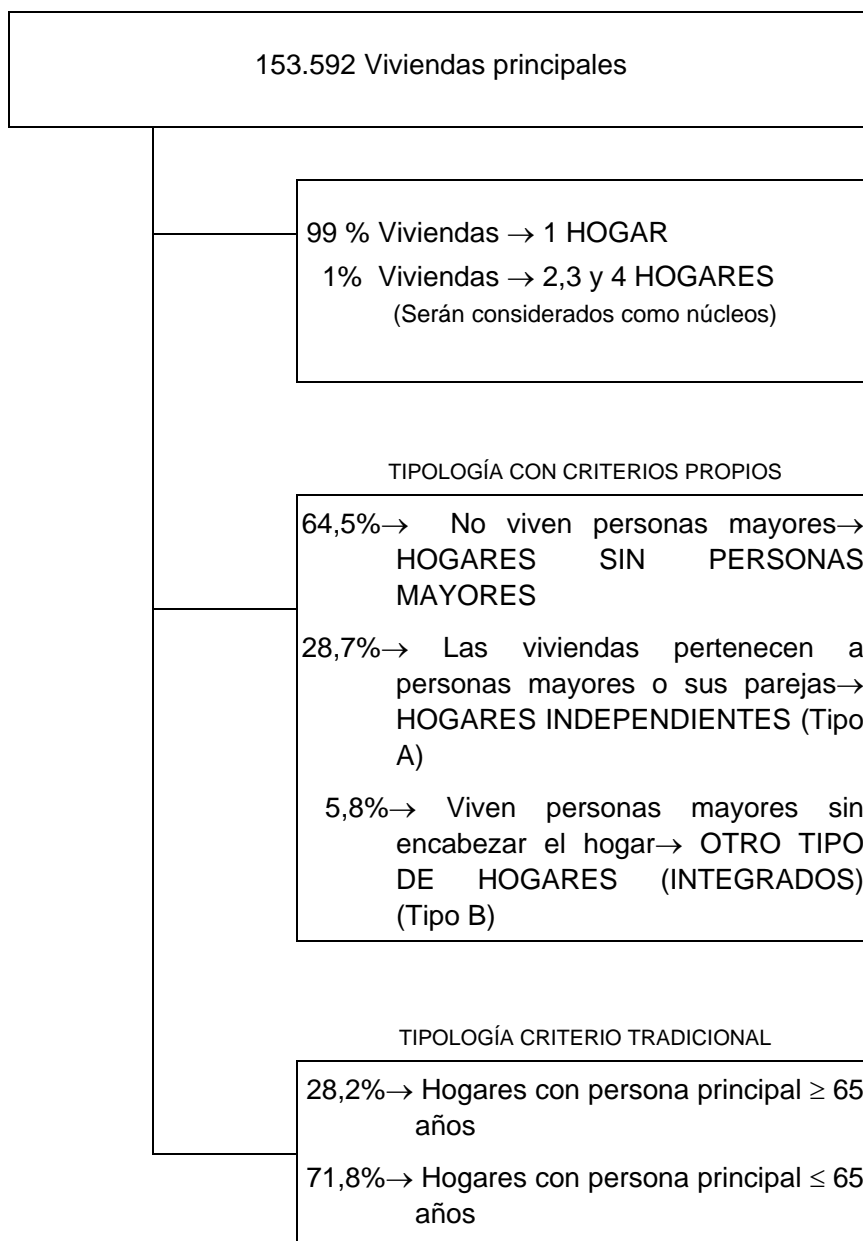 153.592 Viviendas principales
99 % Viviendas → 1 HOGAR
1% Viviendas → 2,3 y 4 HOGARES
(Serán considerados como núcleos)
TIPOLOGÍA CON CRITERIOS PROPIOS
64,5%→ No viven personas mayores→
HOGARES SIN PERSONAS
MAYORES
28,7%→ Las viviendas pertenecen a
personas mayores o sus parejas→
HOGARES INDEPENDIENTES (Tipo
A)
5,8%→ Viven personas mayores sin
encabezar el hogar→ OTRO TIPO
DE HOGARES (INTEGRADOS)
(Tipo B)
TIPOLOGÍA CRITERIO TRADICIONAL
28,2%→ Hogares con persona principal ≥ 65
años
71,8%→ Hogares con persona principal ≤ 65
años